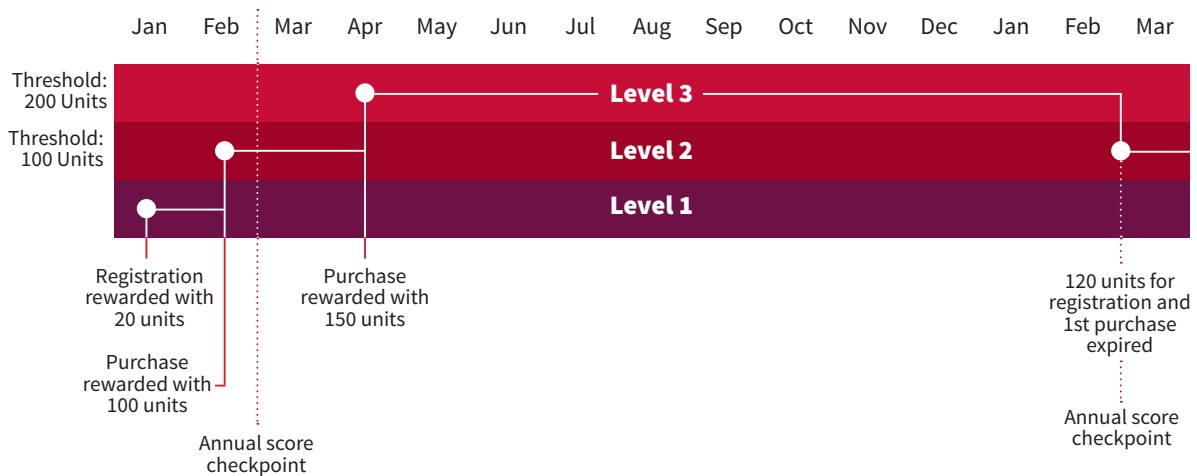 Jan Feb Mar Apr May Jun Jul Aug Sep Oct Nov Dec Jan Feb Mar
Threshold:
200 Units
Level 3
Threshold:
100 Units
Level 2
Level 1
Registration
rewarded with
20 units
Purchase
rewarded with
150 units
120 units for
registration and
1st purchase
expired
Purchase
rewarded with
100 units
Annual score
checkpoint
Annual score
checkpoint